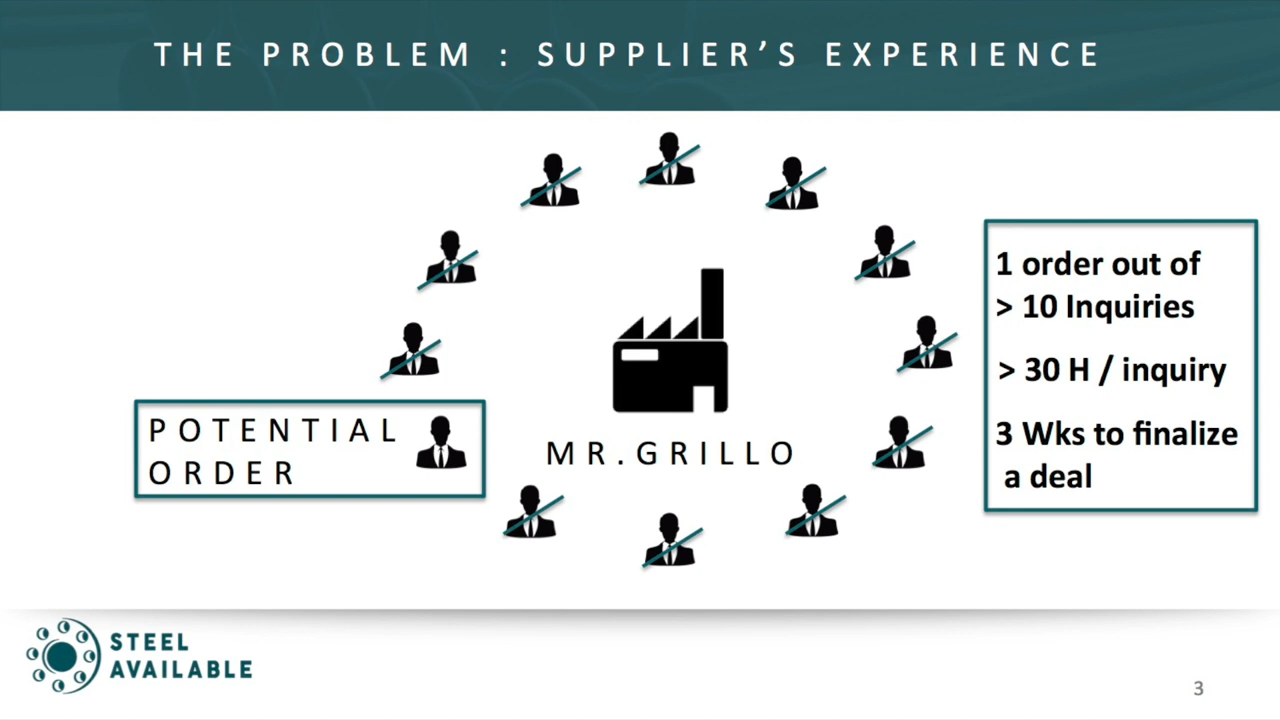 THE PROBLEM : SUPPLIER’S EXPERIENCE
POTENTIAL
ORDER
MR.GRILLO
1 order out of
> 10 Inquiries
> 30 H / inquiry
3 Wks to finalize
a deal
STEEL
AVAILABLE
3